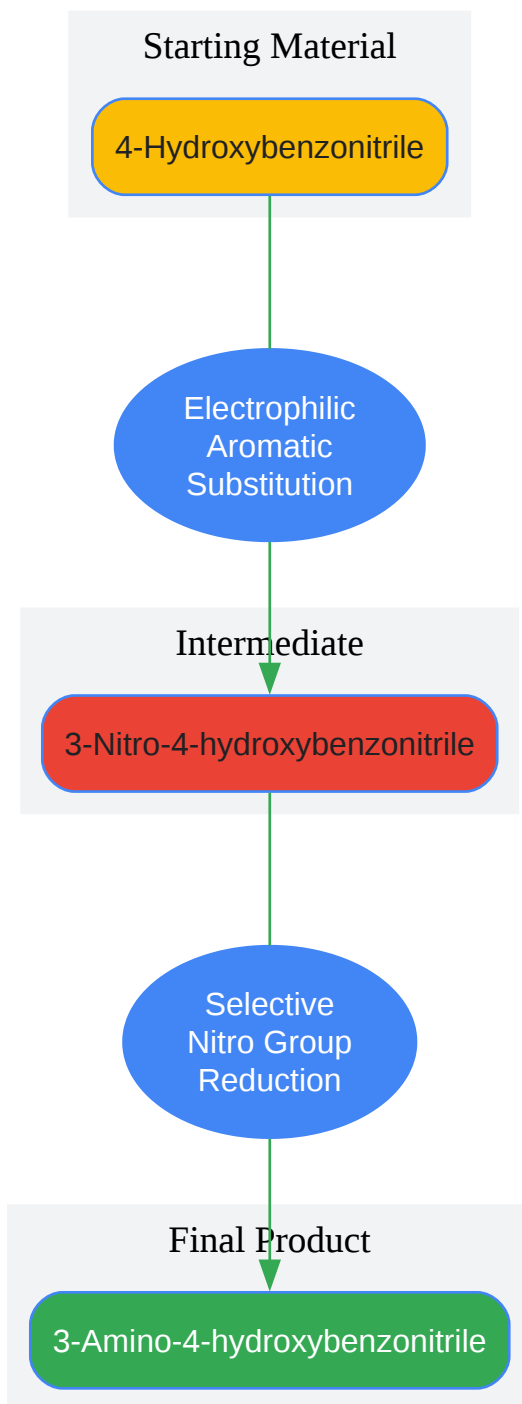 Starting Material
4-Hydroxybenzonitrile
Electrophilic
Aromatic
Substitution
Intermediate
3-Nitro-4-hydroxybenzonitrile
Selective
Nitro Group
Reduction
Final Product
3-Amino-4-hydroxybenzonitrile